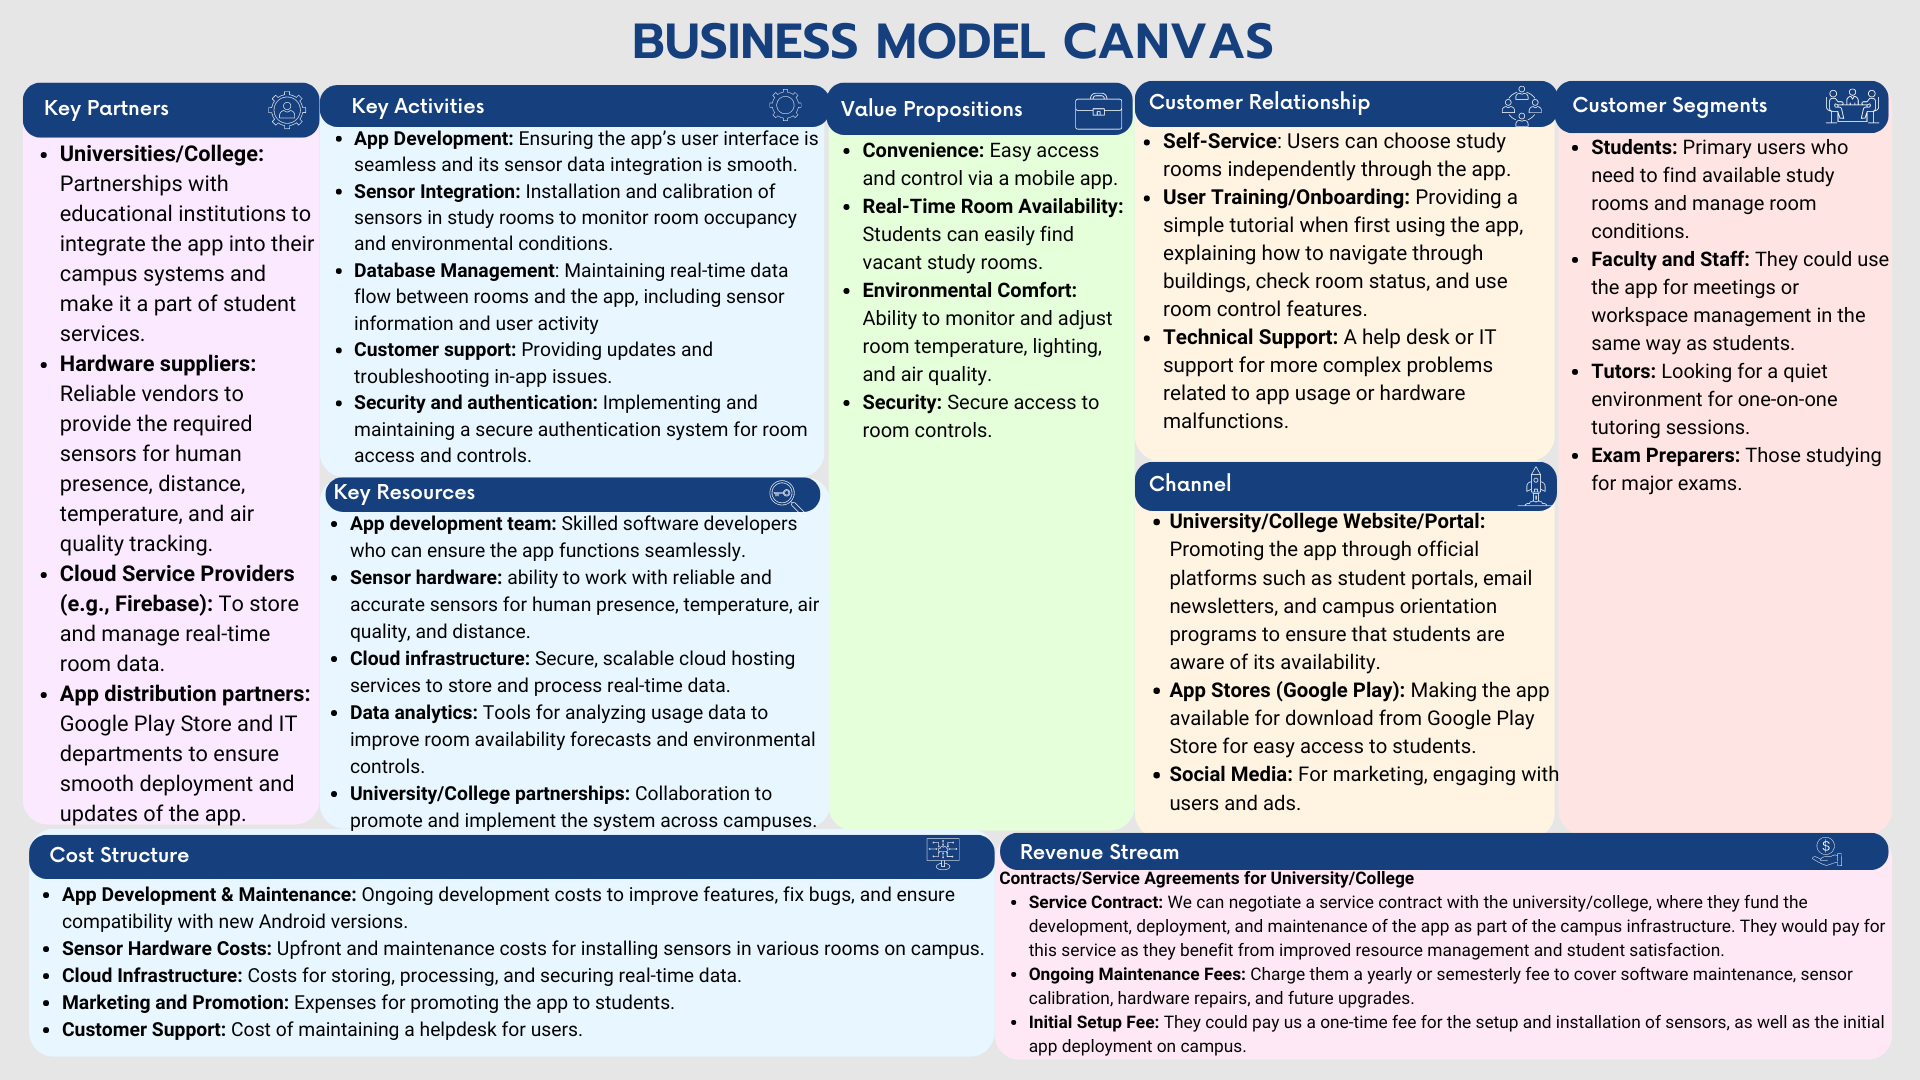 BUSINESS MODEL CANVAS
Key Partners
• Universities/College:
Partnerships with
educational institutions to
integrate the app into their
campus systems and
make it a part of student
services.
• Hardware suppliers:
Reliable vendors to
provide the required
sensors for human
presence, distance,
temperature, and air
quality tracking.
• Cloud Service Providers
(e.g., Firebase): To store
and manage real-time
room data.
• App distribution partners:
Google Play Store and IT
departments to ensure
smooth deployment and
updates of the app.
Key Activities
• App Development: Ensuring the app’s user interface is
seamless and its sensor data integration is smooth.
• Sensor Integration: Installation and calibration of
sensors in study rooms to monitor room occupancy
and environmental conditions.
• Database Management: Maintaining real-time data
flow between rooms and the app, including sensor
information and user activity
• Customer support: Providing updates and
troubleshooting in-app issues.
• Security and authentication: Implementing and
maintaining a secure authentication system for room
access and controls.
Key Resources
• App development team: Skilled software developers
who can ensure the app functions seamlessly.
• Sensor hardware: ability to work with reliable and
accurate sensors for human presence, temperature, air
quality, and distance.
• Cloud infrastructure: Secure, scalable cloud hosting
services to store and process real-time data.
• Data analytics: Tools for analyzing usage data to
improve room availability forecasts and environmental
controls.
• University/College partnerships: Collaboration to
promote and implement the system across campuses.
Value Propositions
• Convenience: Easy access
and control via a mobile app.
• Real-Time Room Availability:
Students can easily find
vacant study rooms.
• Environmental Comfort:
Ability to monitor and adjust
room temperature, lighting,
and air quality.
• Security: Secure access to
room controls.
Customer Relationship
• Self-Service: Users can choose study
rooms independently through the app.
• User Training/Onboarding: Providing a
simple tutorial when first using the app,
explaining how to navigate through
buildings, check room status, and use
room control features.
• Technical Support: A help desk or IT
support for more complex problems
related to app usage or hardware
malfunctions.
Channel
• University/College Website/Portal:
Promoting the app through official
platforms such as student portals, email
newsletters, and campus orientation
programs to ensure that students are
aware of its availability.
• App Stores (Google Play): Making the app
available for download from Google Play
Store for easy access to students.
• Social Media: For marketing, engaging with
users and ads.
Customer Segments
• Students: Primary users who
need to find available study
rooms and manage room
conditions.
• Faculty and Staff: They could use
the app for meetings or
workspace management in the
same way as students.
• Tutors: Looking for a quiet
environment for one-on-one
tutoring sessions.
• Exam Preparers: Those studying
for major exams.
Cost Structure
• App Development & Maintenance: Ongoing development costs to improve features, fix bugs, and ensure
compatibility with new Android versions.
• Sensor Hardware Costs: Upfront and maintenance costs for installing sensors in various rooms on campus.
• Cloud Infrastructure: Costs for storing, processing, and securing real-time data.
• Marketing and Promotion: Expenses for promoting the app to students.
• Customer Support: Cost of maintaining a helpdesk for users.
Revenue Stream
$
Contracts/Service Agreements for University/College
• Service Contract: We can negotiate a service contract with the university/college, where they fund the
development, deployment, and maintenance of the app as part of the campus infrastructure. They would pay for
this service as they benefit from improved resource management and student satisfaction.
• Ongoing Maintenance Fees: Charge them a yearly or semesterly fee to cover software maintenance, sensor
calibration, hardware repairs, and future upgrades.
• Initial Setup Fee: They could pay us a one-time fee for the setup and installation of sensors, as well as the initial
app deployment on campus.